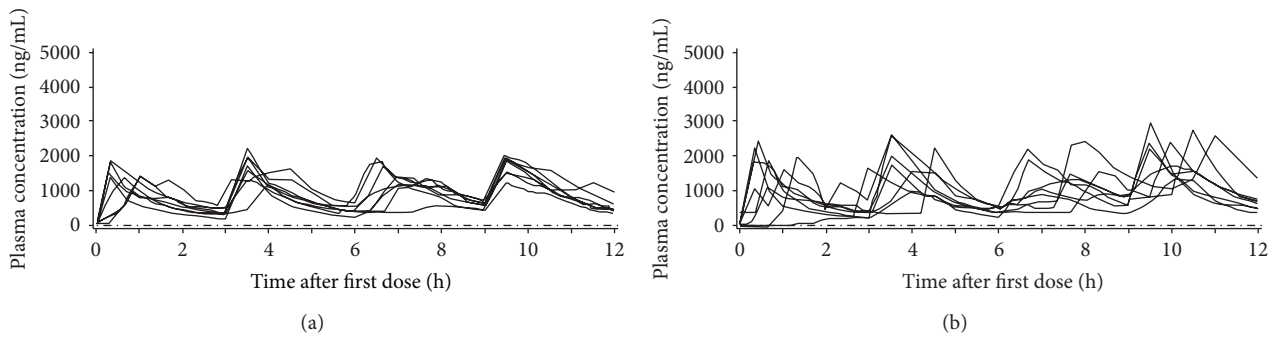 Plasma concentration (ng/mL)
5000
4000
3000
2000
1000
0
0 2 4 6 8 10 12
Time after first dose (h)
(a)
Plasma concentration (ng/mL)
5000
4000
3000
2000
1000
0
0 2 4 6 8 10 12
Time after first dose (h)
(b)